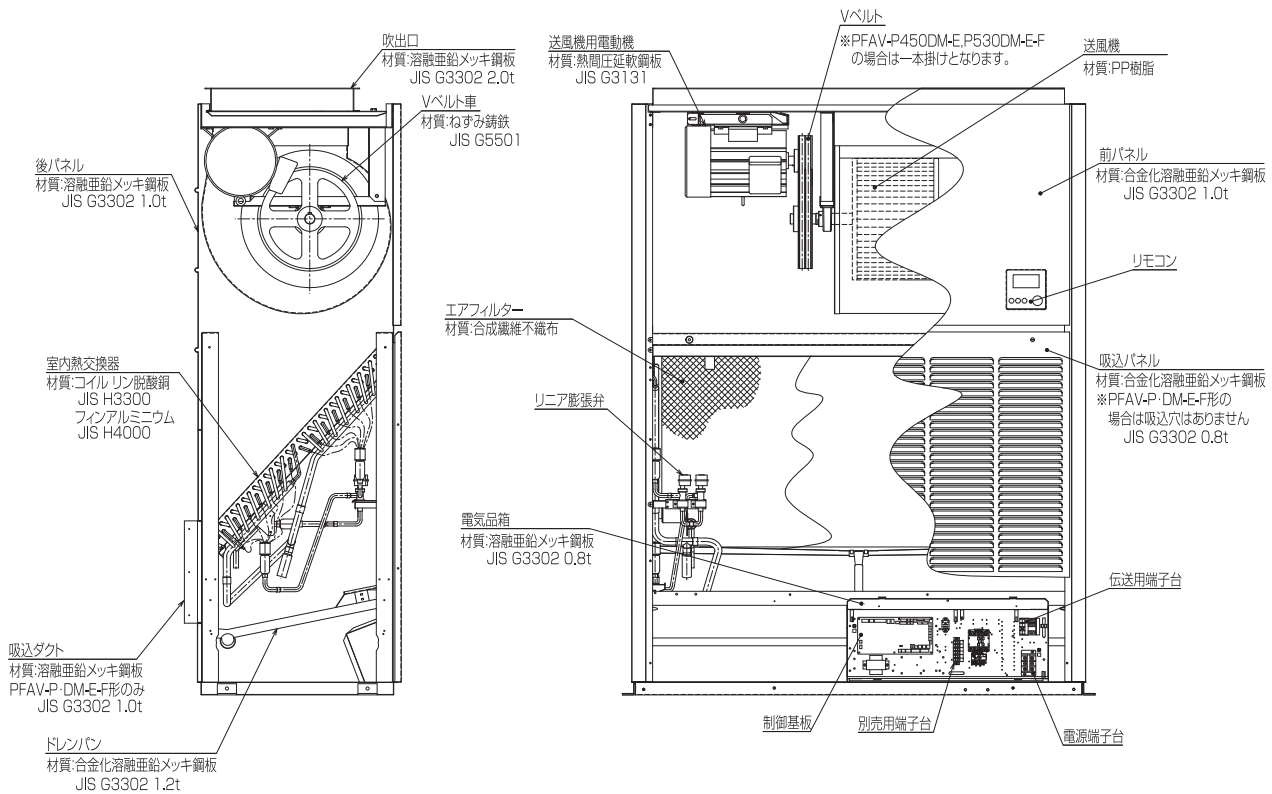 吹出口
材質:溶融亜鉛メッキ鋼板
JIS G3302 2.0t
Vベルト車
材質:ねずみ鋳鉄
JIS G5501
後パネル
材質:溶融亜鉛メッキ鋼板
JIS G3302 1.0t
室内熱交換器
材質:コイル リン脱酸銅
JIS H3300
フィンアルミニウム
JIS H4000
吸込ダクト
材質:溶融亜鉛メッキ鋼板
PFAV-P･DM-E-F形のみ
JIS G3302 1.0t
ドレンパン
材質:合金化溶融亜鉛メッキ鋼板
JIS G3302 1.2t
送風機用電動機
材質:熱間圧延軟鋼板
JIS G3131
Vベルト
※PFAV-P450DM-E,P530DM-E-F
の場合は一本掛けとなります。
送風機
材質:PP樹脂
前パネル
材質:合金化溶融亜鉛メッキ鋼板
JIS G3302 1.0t
リモコン
エアフィルター
材質:合成繊維不織布
吸込パネル
材質:合金化溶融亜鉛メッキ鋼板
※PFAV-P･DM-E-F形の
場合は吸込穴はありません
JIS G3302 0.8t
リニア膨張弁
電気品箱
材質:溶融亜鉛メッキ鋼板
JIS G3302 0.8t
伝送用端子台
制御基板
別売用端子台
電源端子台